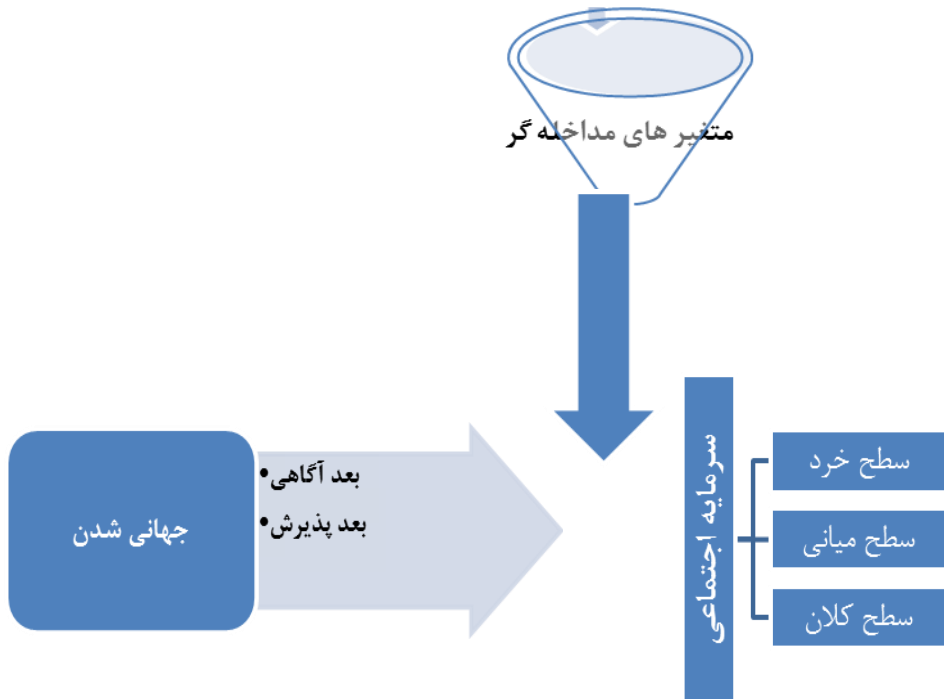 متغیر های مداخله گر
جهانی شدن
•بعد آگاهی
•بعد پذیرش
سرمایه اجتماعی
سطح خرد
سطح میانی
سطح کلان